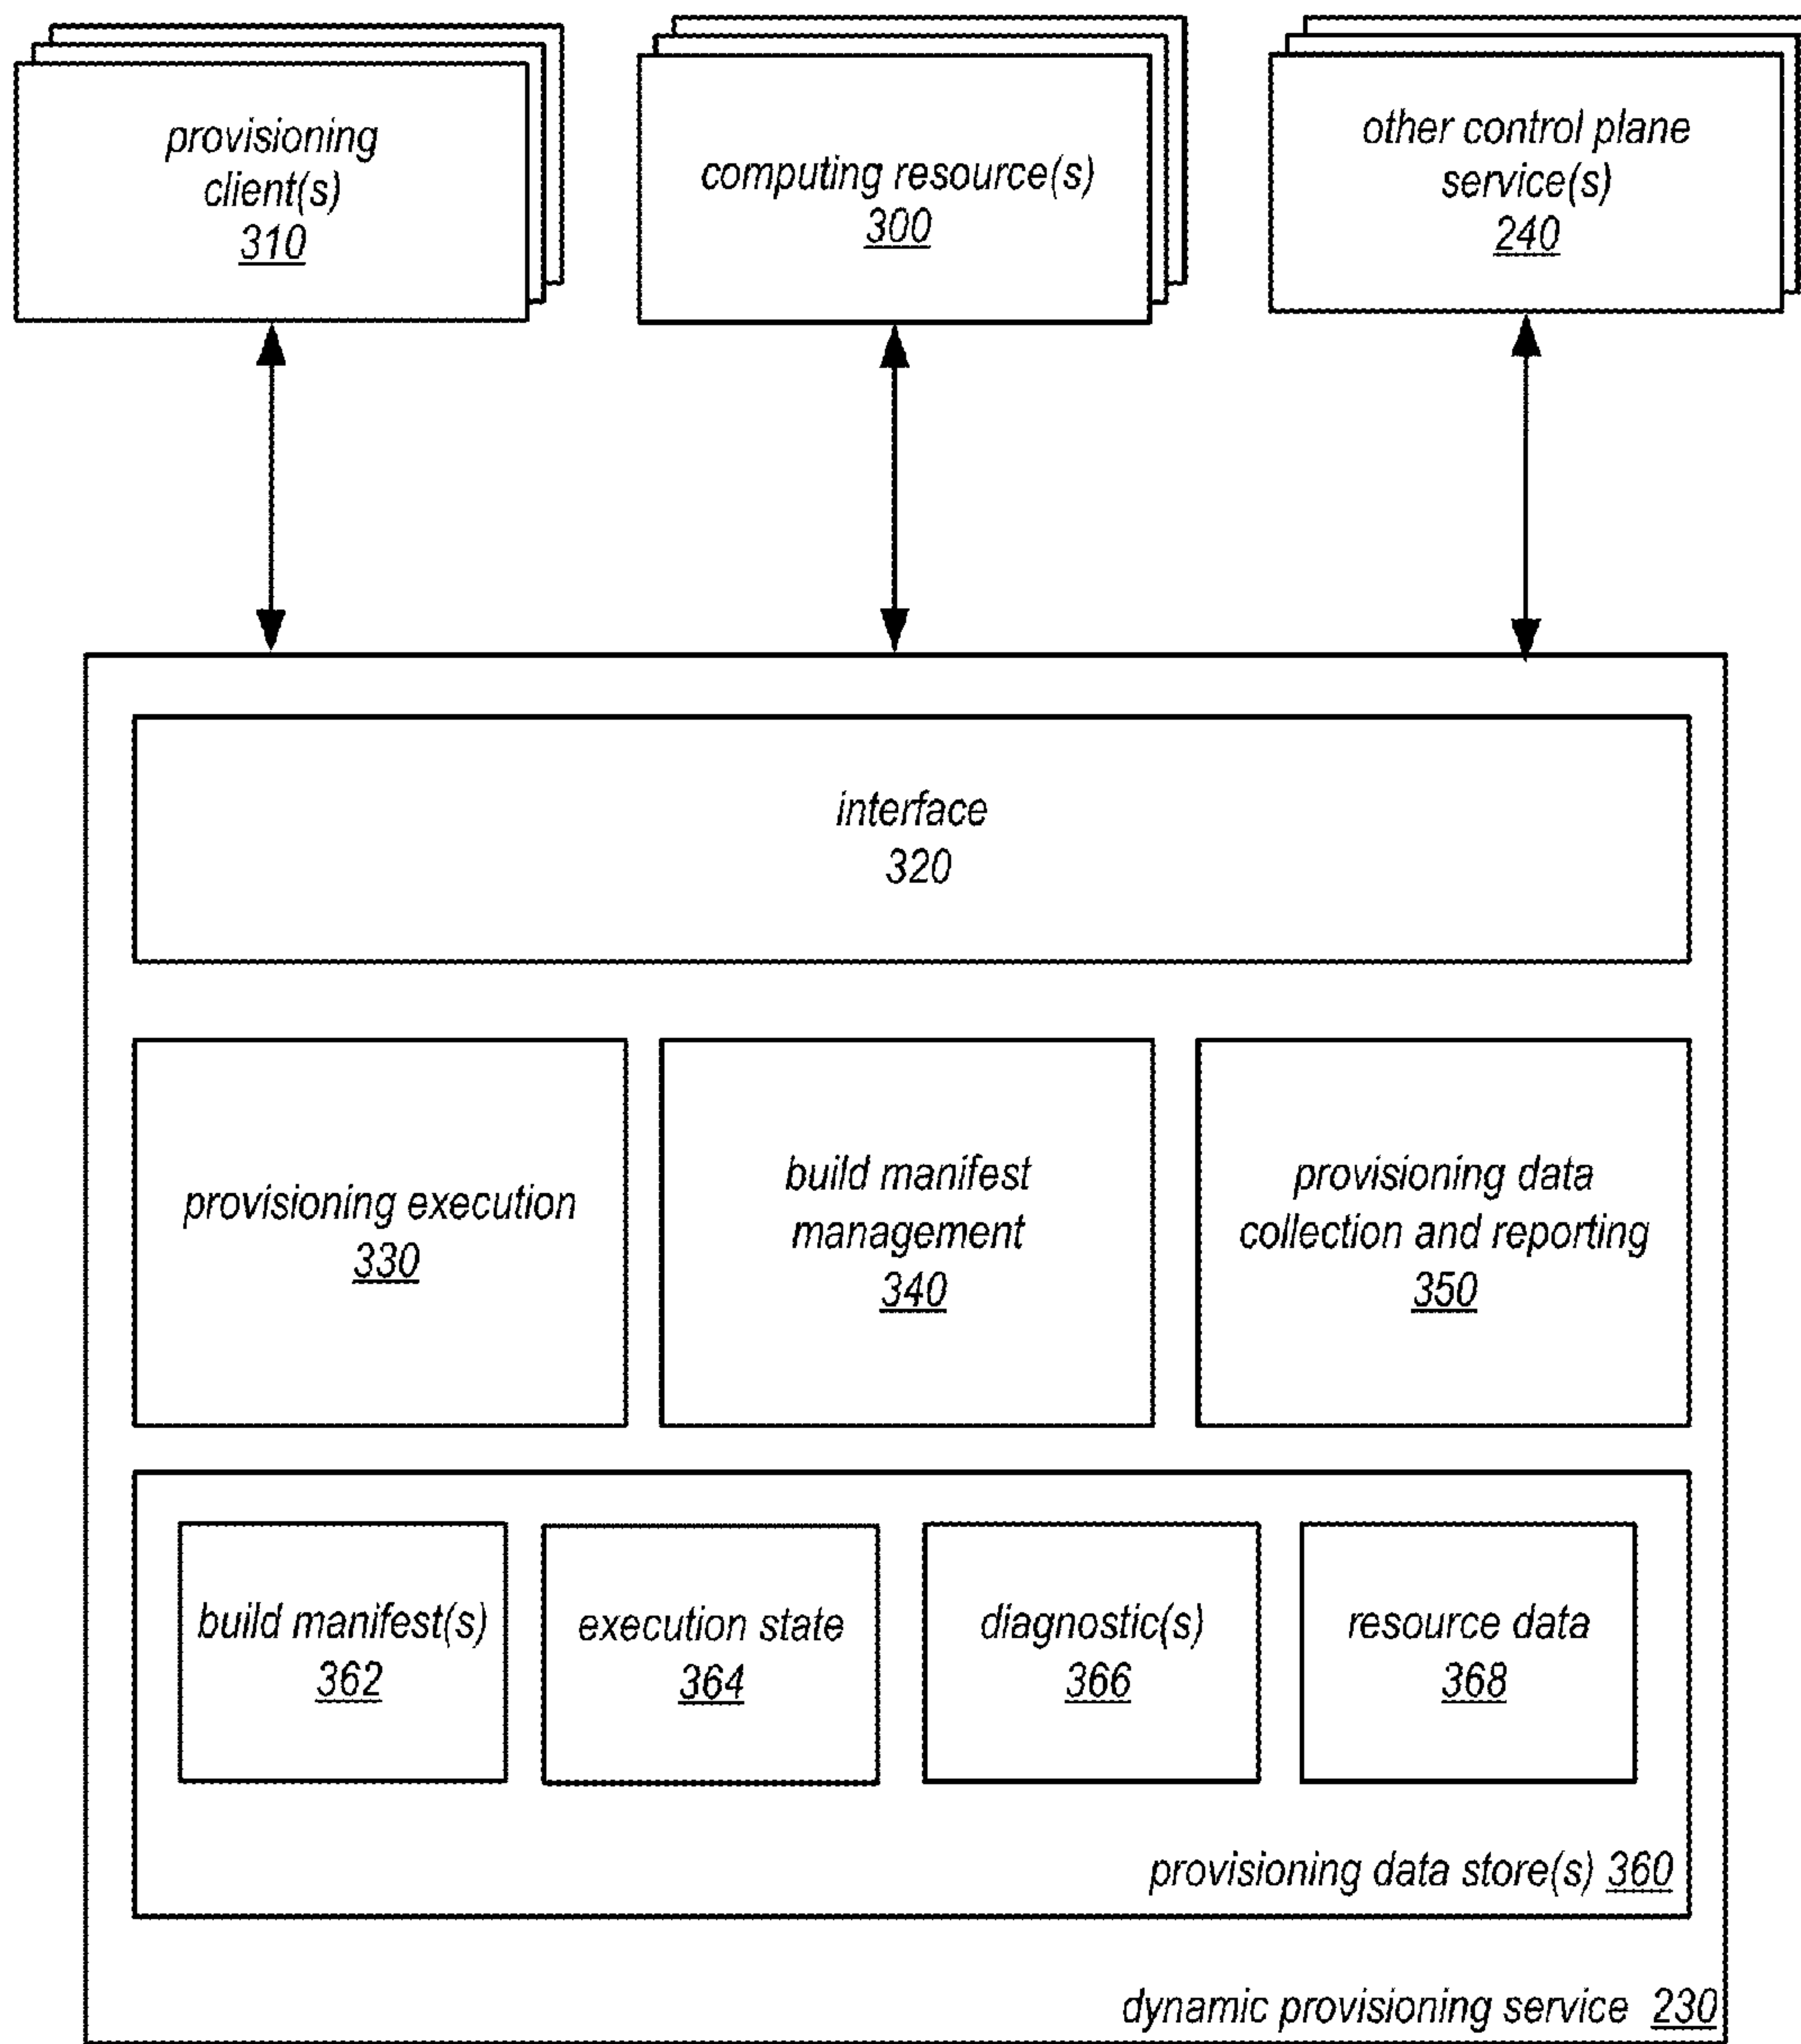 provisioning
client(s)
310
computing resource(s)
300
other control plane
service(s)
240
interface
320
provisioning execution
330
build manifest
management
340
provisioning data
collection and reporting
350
build manifest(s)
362
execution state
364
diagnostic(s)
366
resource data
368
provisioning data store(s) 360
dynamic provisioning service 230